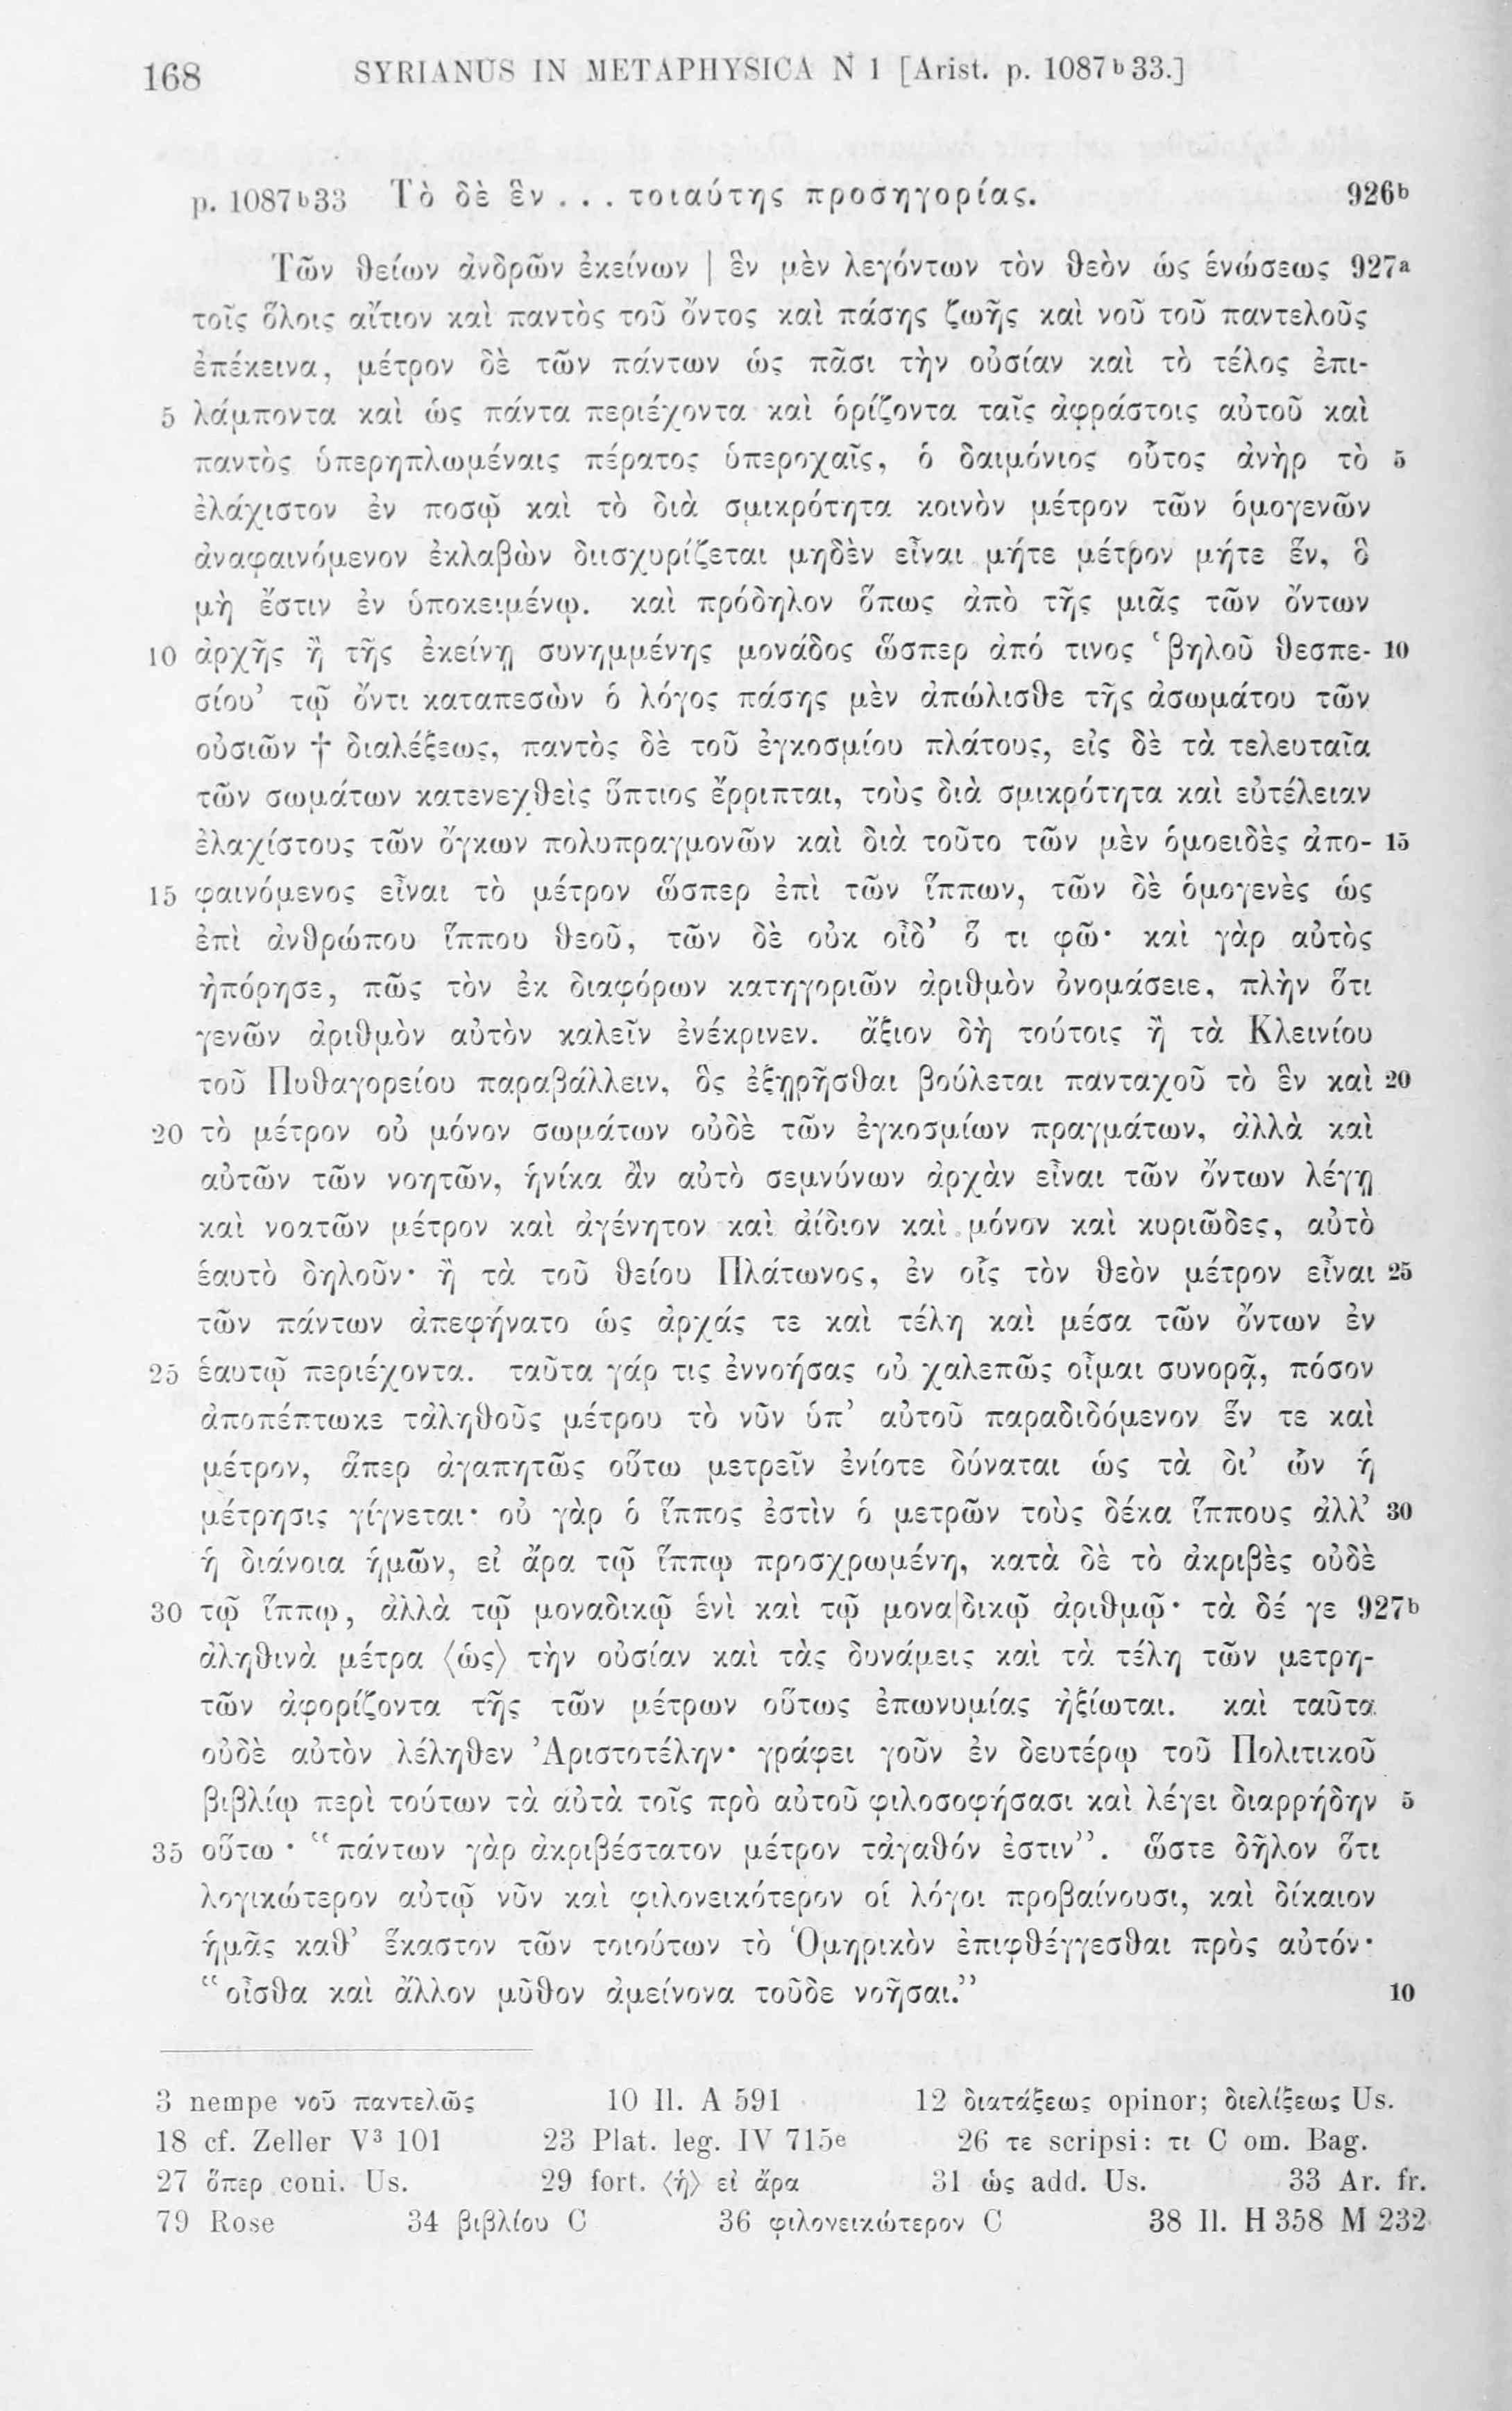 168 SYRIANUS IN METAPHYSICA N 1 [Arist. p. 1087ᵇ33.]
p. 1087ᵇ33 Τὸ δὲ ἓν . . . τοιαύτης προσηγορίας. 926ᵇ
Τῶν θείων ἀνδρῶν ἐκείνων | ἓν μὲν λεγόντων τὸν θεὸν ὡς ἑνώσεως 927ᵃ
τοῖς ὅλοις αἴτιον καὶ παντὸς τοῦ ὄντος καὶ πάσης ζωῆς καὶ νοῦ τοῦ παντελοῦς
ἐπέκεινα, μέτρον δὲ τῶν πάντων ὡς πᾶσι τὴν οὐσίαν καὶ τὸ τέλος ἐπι-
5 λάμποντα καὶ ὡς πάντα περιέχοντα καὶ ὁρίζοντα ταῖς ἀφράστοις αὐτοῦ καὶ
παντὸς ὑπερηπλωμέναις πέρατος ὑπεροχαῖς, ὁ δαιμόνιος οὗτος ἀνὴρ τὸ 5
ἐλάχιστον ἐν ποσῷ καὶ τὸ διὰ σμικρότητα κοινὸν μέτρον τῶν ὁμογενῶν
ἀναφαινόμενον ἐκλαβὼν διισχυρίζεται μηδὲν εἶναι μήτε μέτρον μήτε ἕν, ὃ
μὴ ἔστιν ἐν ὑποκειμένῳ. καὶ πρόδηλον ὅπως ἀπὸ τῆς μιᾶς τῶν ὄντων
10 ἀρχῆς ἢ τῆς ἐκείνῃ συνημμένης μονάδος ὥσπερ ἀπό τινος ‘βηλοῦ θεσπε- 10
σίου’ τῷ ὄντι καταπεσὼν ὁ λόγος πάσης μὲν ἀπώλισθε τῆς ἀσωμάτου τῶν
οὐσιῶν † διαλέξεως, παντὸς δὲ τοῦ ἐγκοσμίου πλάτους, εἰς δὲ τὰ τελευταῖα
τῶν σωμάτων κατενεχθεὶς ὕπτιος ἔρριπται, τοὺς διὰ σμικρότητα καὶ εὐτέλειαν
ἐλαχίστους τῶν ὄγκων πολυπραγμονῶν καὶ διὰ τοῦτο τῶν μὲν ὁμοειδὲς ἀπο- 15
15 φαινόμενος εἶναι τὸ μέτρον ὥσπερ ἐπὶ τῶν ἵππων, τῶν δὲ ὁμογενὲς ὡς
ἐπὶ ἀνθρώπου ἵππου θεοῦ, τῶν δὲ οὐκ οἶδ’ ὅ τι φῶ· καὶ γὰρ αὐτὸς
ἠπόρησε, πῶς τὸν ἐκ διαφόρων κατηγοριῶν ἀριθμὸν ὀνομάσειε, πλὴν ὅτι
γενῶν ἀριθμὸν αὐτὸν καλεῖν ἐνέκρινεν. ἄξιον δὴ τούτοις ἢ τὰ Κλεινίου
τοῦ Πυθαγορείου παραβάλλειν, ὃς ἐξῃρῆσθαι βούλεται πανταχοῦ τὸ ἓν καὶ 20
20 τὸ μέτρον οὐ μόνον σωμάτων οὐδὲ τῶν ἐγκοσμίων πραγμάτων, ἀλλὰ καὶ
αὐτῶν τῶν νοητῶν, ἡνίκα ἂν αὐτὸ σεμνύνων ἀρχὰν εἶναι τῶν ὄντων λέγῃ
καὶ νοατῶν μέτρον καὶ ἀγένητον καὶ ἀίδιον καὶ μόνον καὶ κυριῶδες, αὐτὸ
ἑαυτὸ δηλοῦν· ἢ τὰ τοῦ θείου Πλάτωνος, ἐν οἷς τὸν θεὸν μέτρον εἶναι 25
τῶν πάντων ἀπεφήνατο ὡς ἀρχάς τε καὶ τέλη καὶ μέσα τῶν ὄντων ἐν
25 ἑαυτῷ περιέχοντα. ταῦτα γάρ τις ἐννοήσας οὐ χαλεπῶς οἶμαι συνορᾷ, πόσον
ἀποπέπτωκε τἀληθοῦς μέτρου τὸ νῦν ὑπ’ αὐτοῦ παραδιδόμενον ἕν τε καὶ
μέτρον, ἅπερ ἀγαπητῶς οὕτω μετρεῖν ἐνίοτε δύναται ὡς τὰ δι’ ὧν ἡ
μέτρησις γίγνεται· οὐ γὰρ ὁ ἵππος ἐστὶν ὁ μετρῶν τοὺς δέκα ἵππους ἀλλ’ 30
ἡ διάνοια ἡμῶν, εἰ ἄρα τῷ ἵππῳ προσχρωμένη, κατὰ δὲ τὸ ἀκριβὲς οὐδὲ
30 τῷ ἵππῳ, ἀλλὰ τῷ μοναδικῷ ἑνὶ καὶ τῷ μονα|δικῷ ἀριθμῷ· τὰ δέ γε 927ᵇ
ἀληθινὰ μέτρα ⟨ὡς⟩ τὴν οὐσίαν καὶ τὰς δυνάμεις καὶ τὰ τέλη τῶν μετρη-
τῶν ἀφορίζοντα τῆς τῶν μέτρων οὕτως ἐπωνυμίας ἠξίωται. καὶ ταῦτα
οὐδὲ αὐτὸν λέληθεν Ἀριστοτέλην· γράφει γοῦν ἐν δευτέρῳ τοῦ Πολιτικοῦ
βιβλίῳ περὶ τούτων τὰ αὐτὰ τοῖς πρὸ αὐτοῦ φιλοσοφήσασι καὶ λέγει διαρρήδην 5
35 οὕτω· “πάντων γὰρ ἀκριβέστατον μέτρον τἀγαθόν ἐστιν”. ὥστε δῆλον ὅτι
λογικώτερον αὐτῷ νῦν καὶ φιλονεικότερον οἱ λόγοι προβαίνουσι, καὶ δίκαιον
ἡμᾶς καθ’ ἕκαστον τῶν τοιούτων τὸ Ὁμηρικὸν ἐπιφθέγγεσθαι πρὸς αὐτόν·
“οἶσθα καὶ ἄλλον μῦθον ἀμείνονα τοῦδε νοῆσαι.” 10
3 nempe νοῦ παντελῶς 10 Il. A 591 12 διατάξεως opinor; διελίξεως Us.
18 cf. Zeller V³ 101 23 Plat. leg. IV 715ᵉ 26 τε scripsi: τι C om. Bag.
27 ὅπερ coni. Us. 29 fort. ⟨ἡ⟩ εἰ ἄρα 31 ὡς add. Us. 33 Ar. fr.
79 Rose 34 βιβλίου C 36 φιλονεικώτερον C 38 Il. H 358 M 232